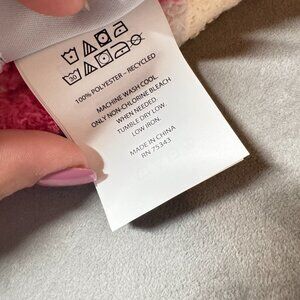 30
100% POLYESTER - RECYCLED
MACHINE WASH COOL.
ONLY NON-CHLORINE BLEACH
WHEN NEEDED.
TUMBLE DRY LOW.
LOW IRON.
MADE IN CHINA
RN 75343